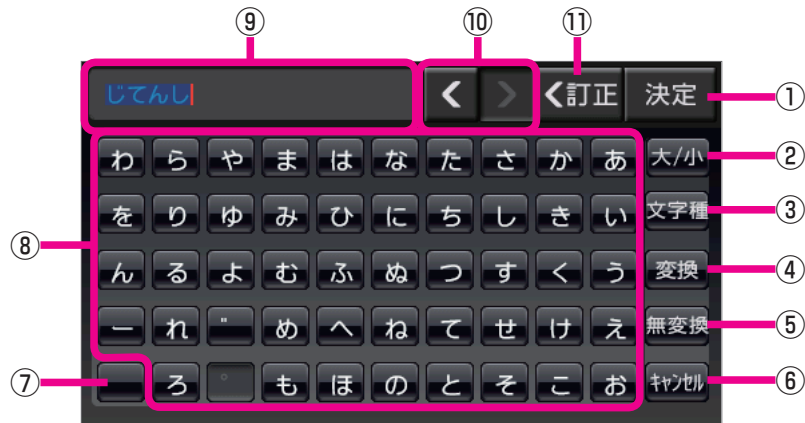 ⑨ ⑩ ⑪
じてんし < > <訂正 決定 ①
わ ら や ま は な た さ か あ 大/小 ②
を り ゆ み ひ に ち し き い 文字種 ③
⑧ ん る よ む ふ ぬ つ す く う 変換 ④
ー れ ゛ め へ ね て せ け え 無変換 ⑤
⑦ ろ ゜ も ほ の と そ こ お ｷｬﾝｾﾙ ⑥